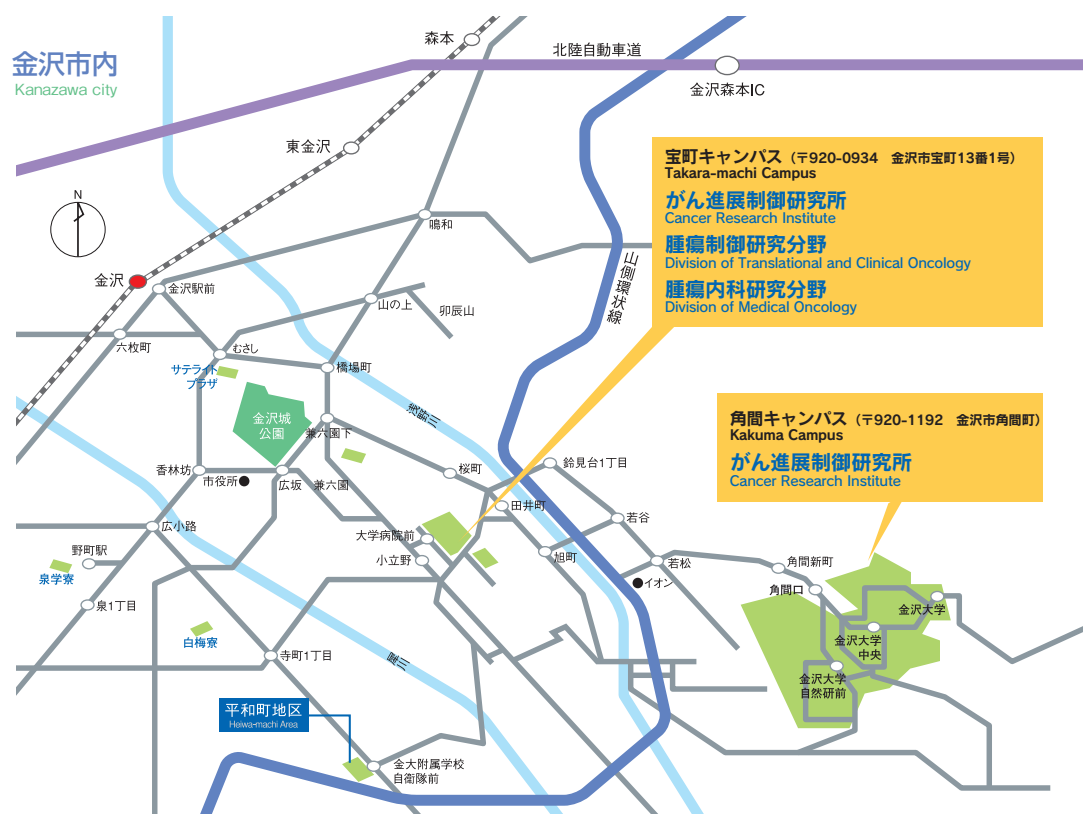 金沢市内
Kanazawa city
森本
北陸自動車道
金沢森本IC
東金沢
N
宝町キャンパス（〒920-0934　金沢市宝町13番1号）
Takara-machi Campus
がん進展制御研究所
Cancer Research Institute
腫瘍制御研究分野
Division of Translational and Clinical Oncology
腫瘍内科研究分野
Division of Medical Oncology
鳴和
山側環状線
金沢
金沢駅前
山の上
卯辰山
六枚町
むさし
サテライト
プラザ
橋場町
金沢城
公園
浅野川
兼六園下
角間キャンパス（〒920-1192　金沢市角間町）
Kakuma Campus
がん進展制御研究所
Cancer Research Institute
香林坊
市役所
広坂
兼六園
桜町
鈴見台1丁目
田井町
若谷
広小路
大学病院前
小立野
旭町
若松
イオン
野町駅
泉学寮
泉1丁目
角間新町
角間口
金沢大学
金沢大学
中央
金沢大学
自然研前
白梅寮
寺町1丁目
犀川
平和町地区
Heiwa-machi Area
金大附属学校
自衛隊前